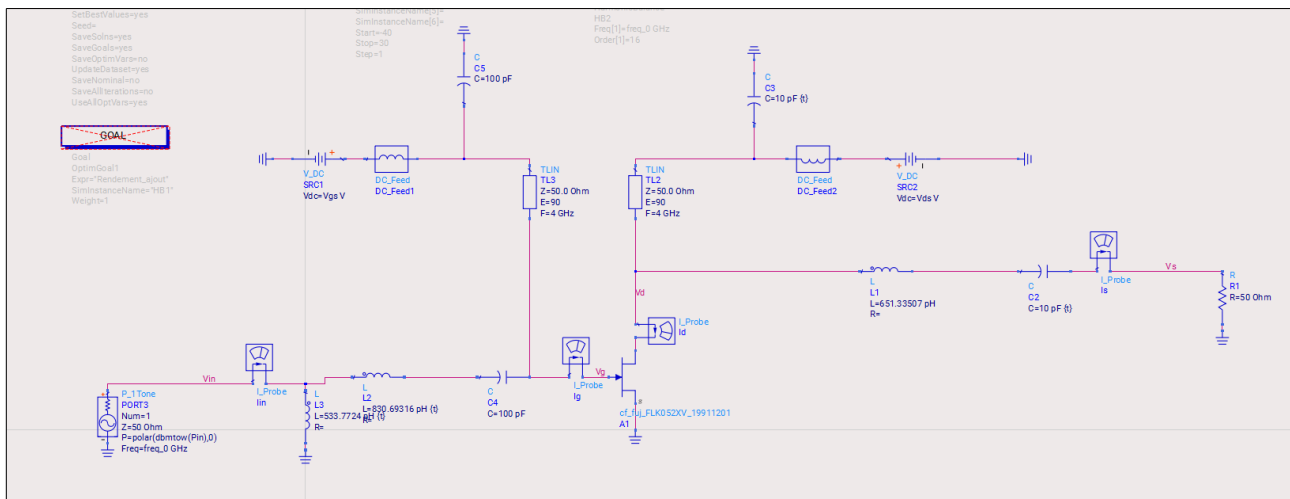 SetBestValues=yes
Seed=
SaveSolns=yes
SaveGoals=yes
SaveOptimVars=no
UpdateDataset=yes
SaveNominal=no
SaveAllIterations=no
UseAllOptVars=yes
SimInstanceName[6]=
Start=-40
Stop=30
Step=1
HB2
Freq[1]=freq_0 GHz
Order[1]=16
GOAL
Goal
OptimGoal1
Expr="Rendement_ajout"
SimInstanceName="HB1"
Weight=1
C
C5
C=100 pF
C
C3
C=10 pF {t}
V_DC
SRC1
Vdc=Vgs V
DC_Feed
DC_Feed1
TLIN
TL3
Z=50.0 Ohm
E=90
F=4 GHz
TLIN
TL2
Z=50.0 Ohm
E=90
F=4 GHz
DC_Feed
DC_Feed2
V_DC
SRC2
Vdc=Vds V
Vd
L
L1
L=651.33507 pH
R=
C
C2
C=10 pF {t}
I_Probe
Is
Vs
R
R1
R=50 Ohm
I_Probe
Id
Vin
I_Probe
Iin
P_1Tone
PORT3
Num=1
Z=50 Ohm
P=polar(dbmtow(Pin),0)
Freq=freq_0 GHz
L
L3
L=533.7724 pH {t}
R=
L
L2
L=830.69316 pH {t}
R=
C
C4
C=100 pF
I_Probe
Ig
Vg
cf_fuj_FLK052XV_19911201
A1